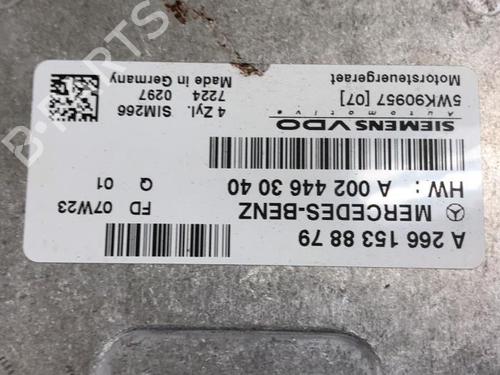 A 266 153 88 79
MERCEDES-BENZ
HW : A 002 446 30 40
SIEMENS VDO
Automotive
5WK90957 [07]
Motorsteuergeraet
FD 07W23
Q 01
4 Zyl. SIM266
7224 0297
Made in Germany
B-PARTS